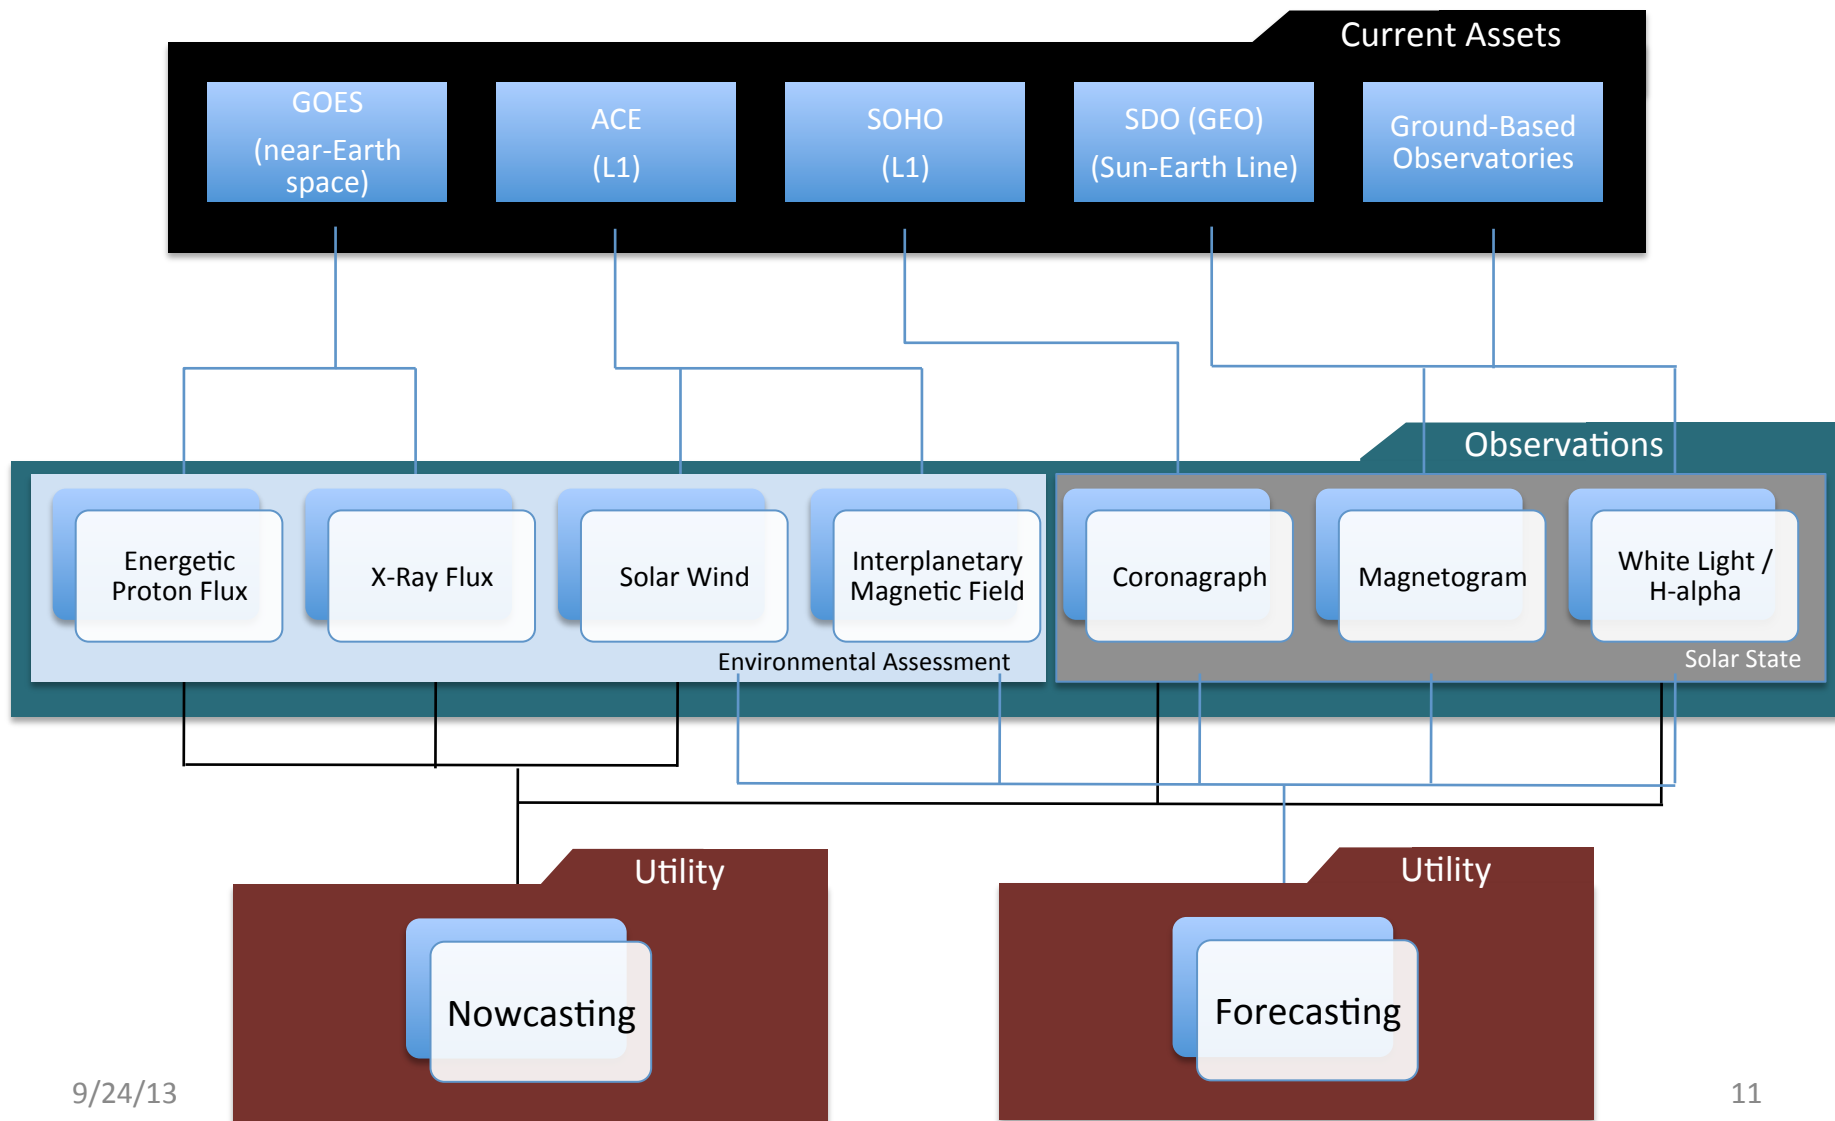 Current Assets
GOES
(near-Earth
space)
ACE
(L1)
SOHO
(L1)
SDO (GEO)
(Sun-Earth Line)
Ground-Based
Observatories
Observations
Energetic
Proton Flux
X-Ray Flux
Solar Wind
Interplanetary
Magnetic Field
Environmental Assessment
Coronagraph
Magnetogram
White Light /
H-alpha
Solar State
Utility
Nowcasting
Utility
Forecasting
9/24/13
11